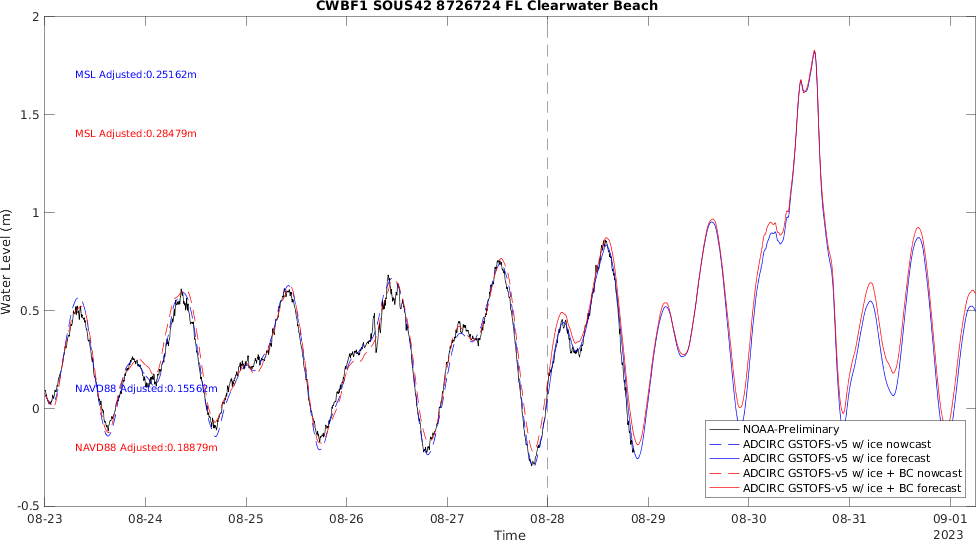 CWBF1 SOUS42 8726724 FL Clearwater Beach
2
1.5
1
0.5
0
-0.5
Water Level (m)
MSL Adjusted:0.25162m
MSL Adjusted:0.28479m
NAVD88 Adjusted:0.15562m
NAVD88 Adjusted:0.18879m
NOAA-Preliminary
ADCIRC GSTOFS-v5 w/ ice nowcast
ADCIRC GSTOFS-v5 w/ ice forecast
ADCIRC GSTOFS-v5 w/ ice + BC nowcast
ADCIRC GSTOFS-v5 w/ ice + BC forecast
08-23 08-24 08-25 08-26 08-27 08-28 08-29 08-30 08-31 09-01
2023
Time